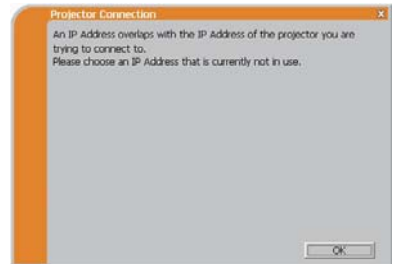 Projector Connection
X
An IP Address overlaps with the IP Address of the projector you are
trying to connect to.
Please choose an IP Address that is currently not in use.
OK